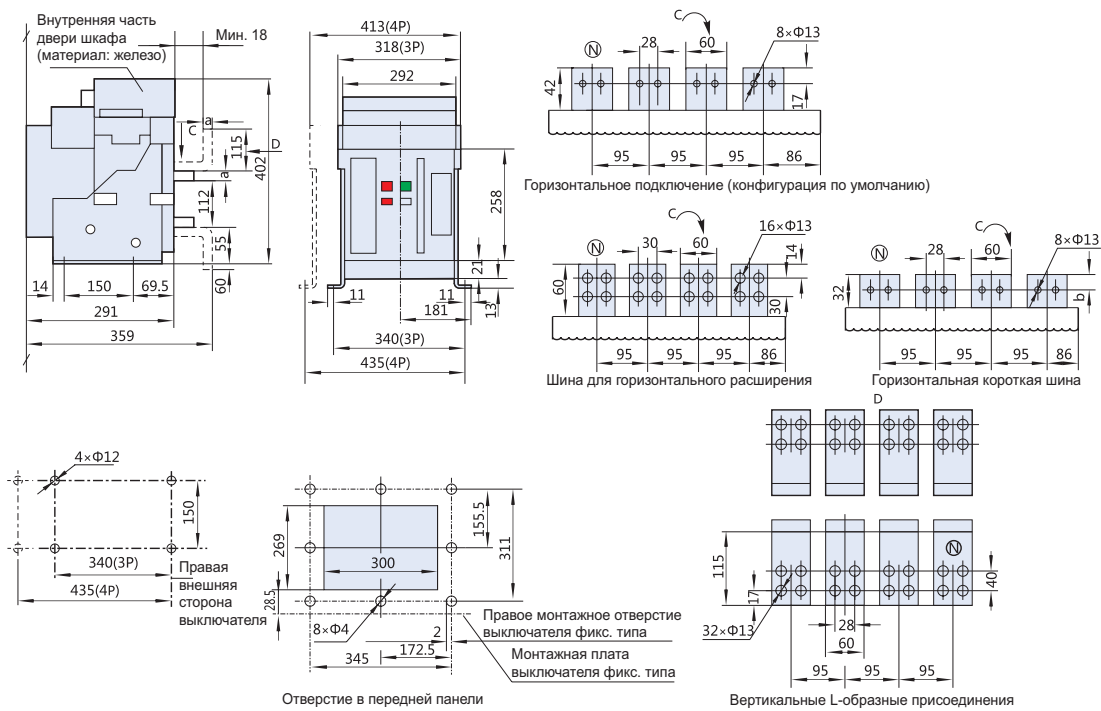 Внутренняя часть
двери шкафа
(материал: железо)
Мин. 18
a
C
115
D
402
a
112
55
60
14
150
69.5
291
359
413(4P)
318(3P)
292
258
21
11
11
13
181
340(3P)
435(4P)
C
8×Φ13
N
28
60
42
17
95
95
95
86
Горизонтальное подключение (конфигурация по умолчанию)
C
16×Φ13
N
30
60
14
60
30
95
95
95
86
Шина для горизонтального расширения
C
8×Φ13
N
28
60
32
b
95
95
95
86
Горизонтальная короткая шина
4×Φ12
150
340(3P)
435(4P)
Правая
внешняя
сторона
выключателя
269
300
155.5
311
28.5
8×Φ4
2
172.5
345
Правое монтажное отверстие
выключателя фикс. типа
Монтажная плата
выключателя фикс. типа
Отверстие в передней панели
D
N
115
17
40
32×Φ13
28
60
95
95
95
Вертикальные L-образные присоединения